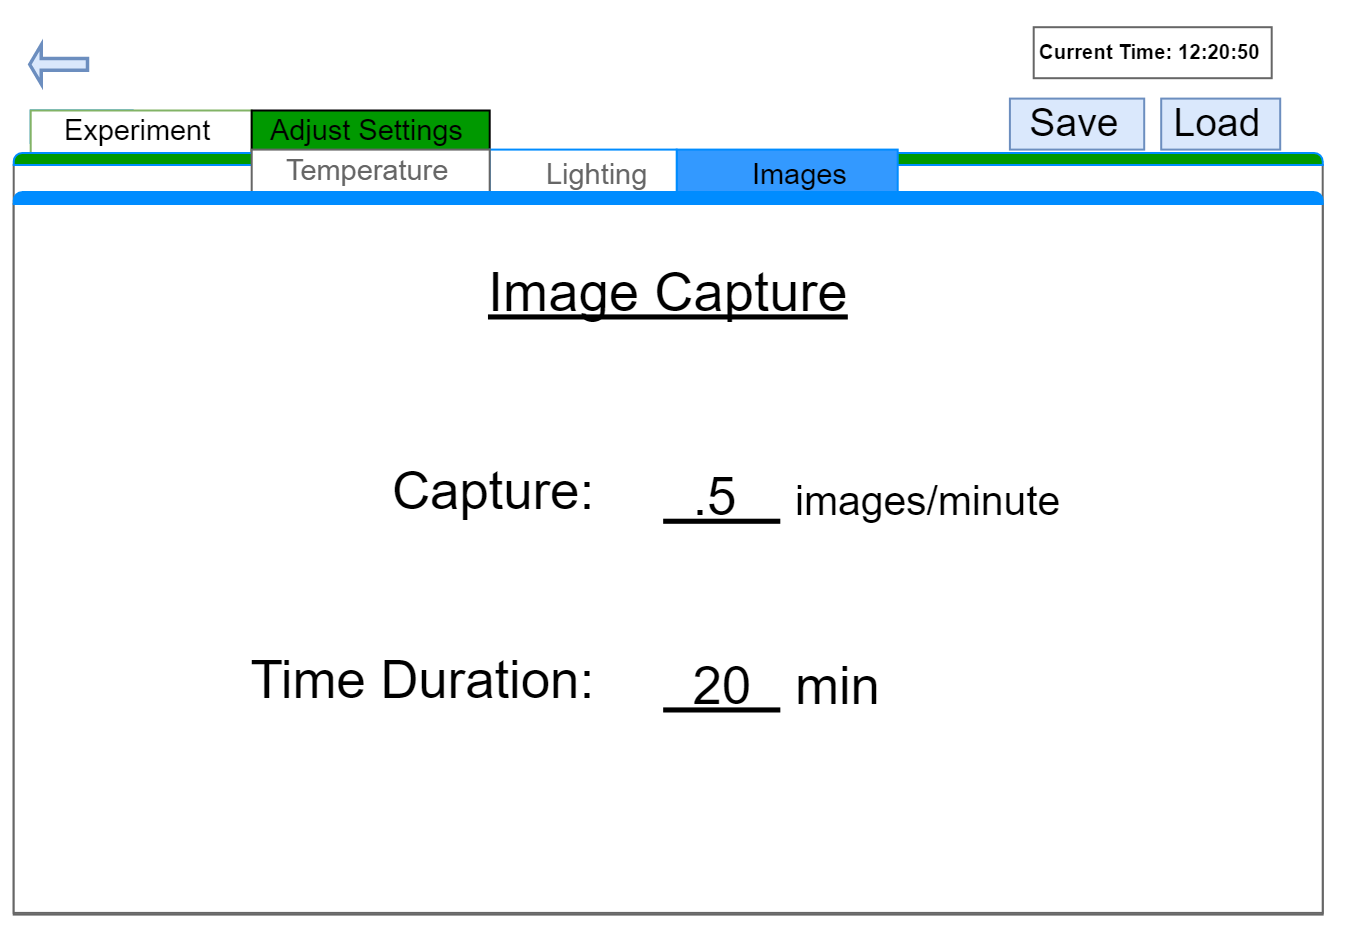 Current Time: 12:20:50
Save Load
Experiment Adjust Settings
Temperature Lighting Images
Image Capture
Capture: .5 images/minute
Time Duration: 20 min